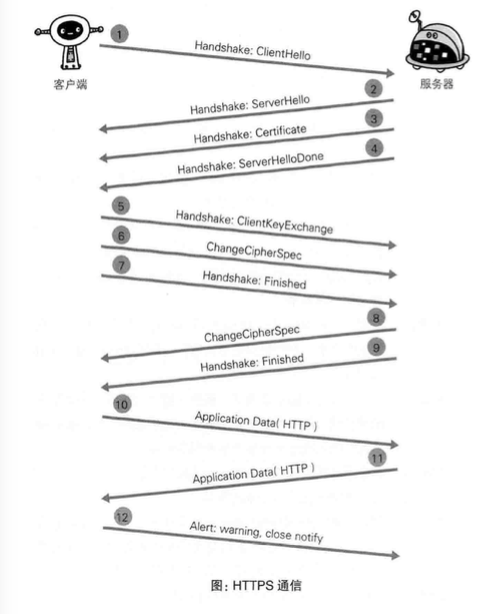 1
Handshake: ClientHello
客户端
服务器
2
Handshake: ServerHello
3
Handshake: Certificate
4
Handshake: ServerHelloDone
5
Handshake: ClientKeyExchange
6
ChangeCipherSpec
7
Handshake: Finished
8
ChangeCipherSpec
9
Handshake: Finished
10
Application Data( HTTP )
11
Application Data( HTTP )
12
Alert: warning, close notify
图: HTTPS 通信